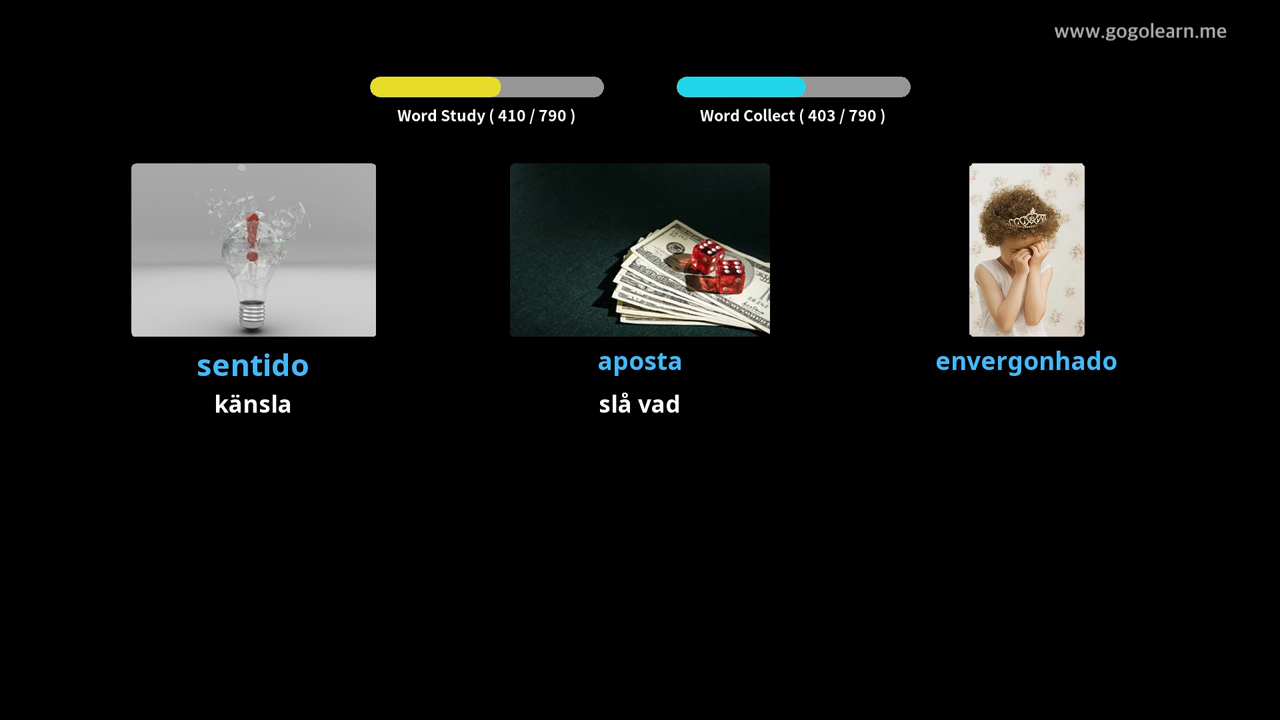 www.gogolearn.me
Word Study ( 410 / 790 )
Word Collect ( 403 / 790 )
sentido
aposta
envergonhado
känsla
slå vad